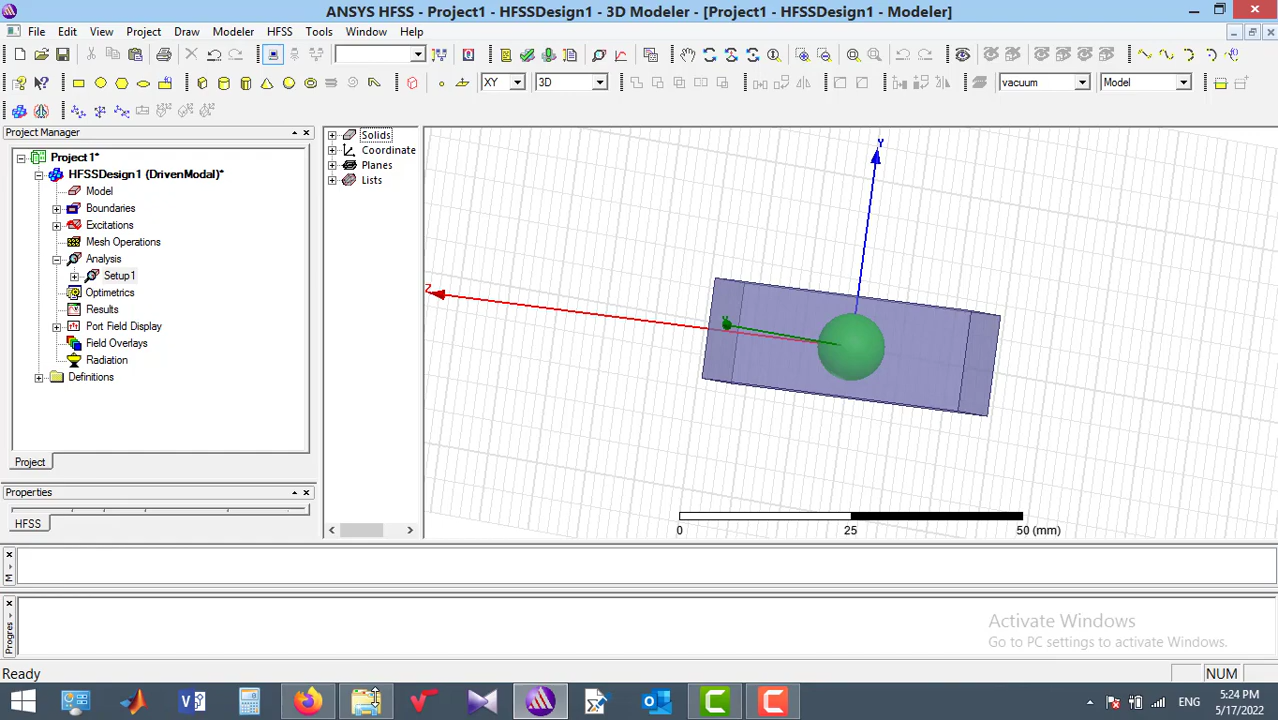 ANSYS HFSS - Project1 - HFSSDesign1 - 3D Modeler - [Project1 - HFSSDesign1 - Modeler]
File Edit View Project Draw Modeler HFSS Tools Window Help
XY 3D vacuum Model
Project Manager
Project1*
HFSSDesign1 (DrivenModal)*
Model
Boundaries
Excitations
Mesh Operations
Analysis
Setup1
Optimetrics
Results
Port Field Display
Field Overlays
Radiation
Definitions
Project
Properties
HFSS
Solids
Coordinate
Planes
Lists
Y
Z
0 25 50 (mm)
M
Progres
Activate Windows
Go to PC settings to activate Windows.
Ready
NUM
ENG
5:24 PM
5/17/2022